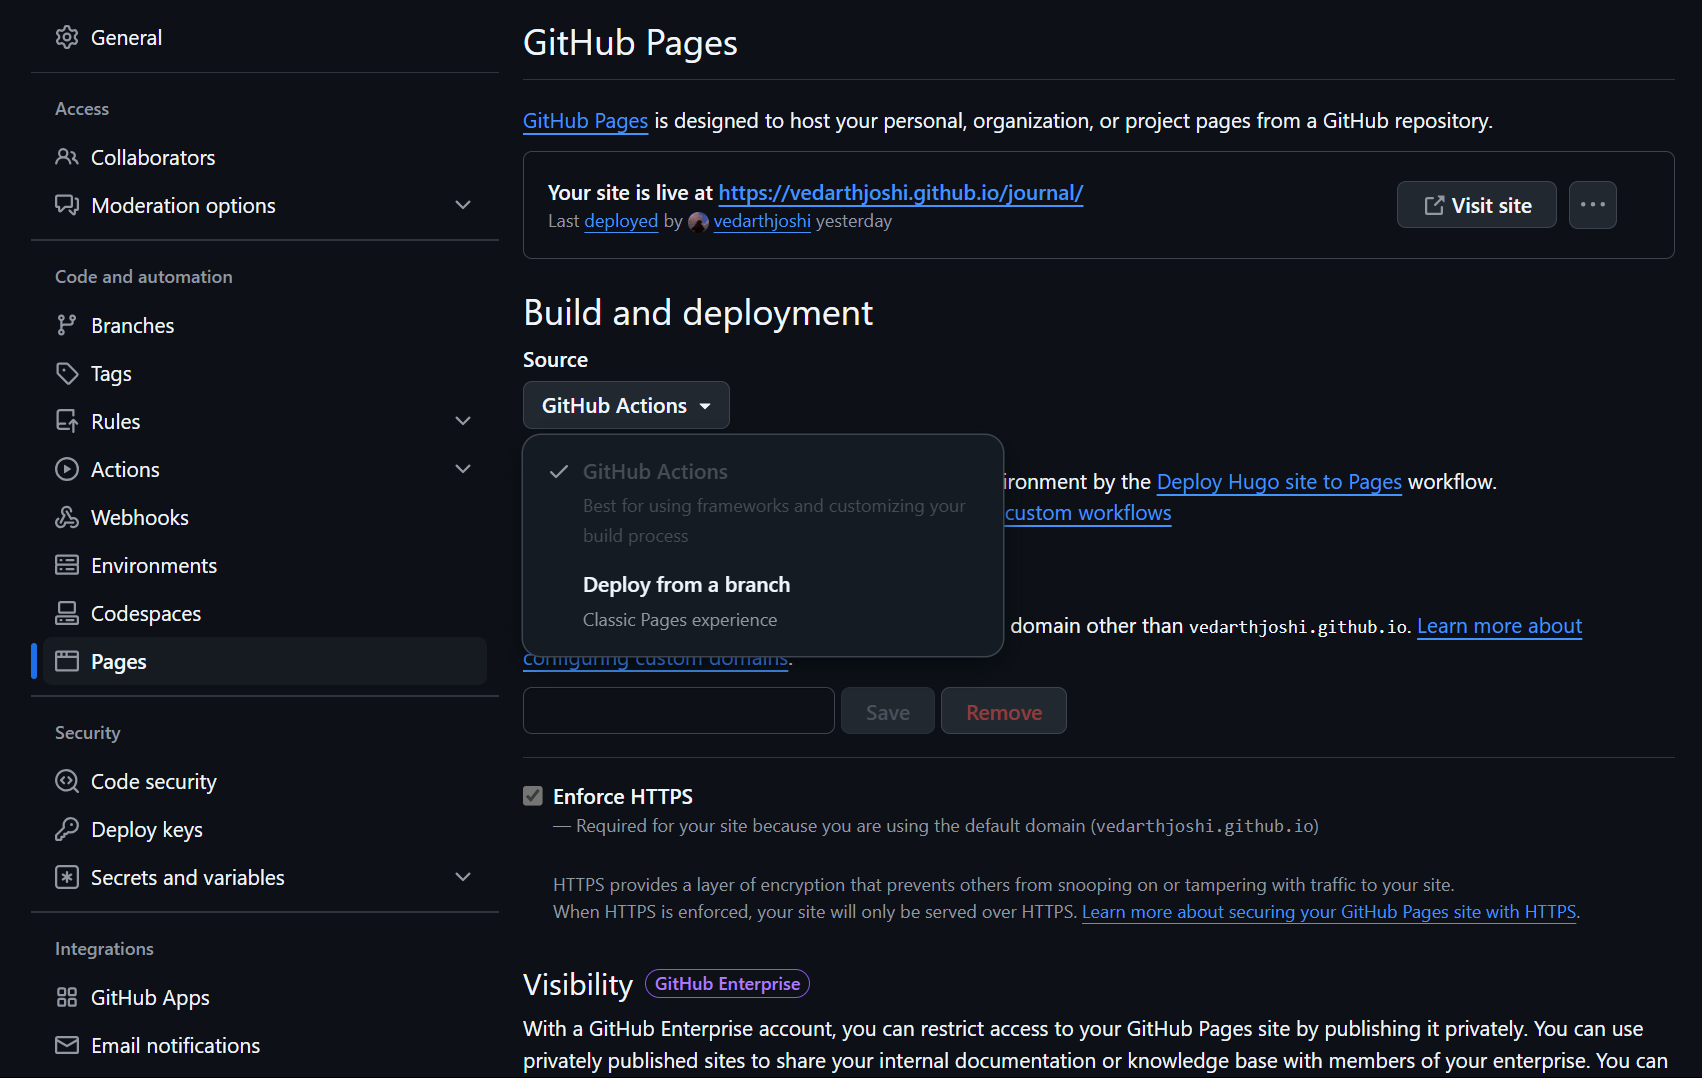 General
Access
Collaborators
Moderation options
Code and automation
Branches
Tags
Rules
Actions
Webhooks
Environments
Codespaces
Pages
Security
Code security
Deploy keys
Secrets and variables
Integrations
GitHub Apps
Email notifications
GitHub Pages
GitHub Pages is designed to host your personal, organization, or project pages from a GitHub repository.
Your site is live at https://vedarthjoshi.github.io/journal/
Last deployed by vedarthjoshi yesterday
Visit site
Build and deployment
Source
GitHub Actions
GitHub Actions
Best for using frameworks and customizing your
build process
Deploy from a branch
Classic Pages experience
ironment by the Deploy Hugo site to Pages workflow.
custom workflows
domain other than vedarthjoshi.github.io. Learn more about
configuring custom domains.
Save
Remove
Enforce HTTPS
— Required for your site because you are using the default domain (vedarthjoshi.github.io)
HTTPS provides a layer of encryption that prevents others from snooping on or tampering with traffic to your site.
When HTTPS is enforced, your site will only be served over HTTPS. Learn more about securing your GitHub Pages site with HTTPS.
Visibility GitHub Enterprise
With a GitHub Enterprise account, you can restrict access to your GitHub Pages site by publishing it privately. You can use
privately published sites to share your internal documentation or knowledge base with members of your enterprise. You can